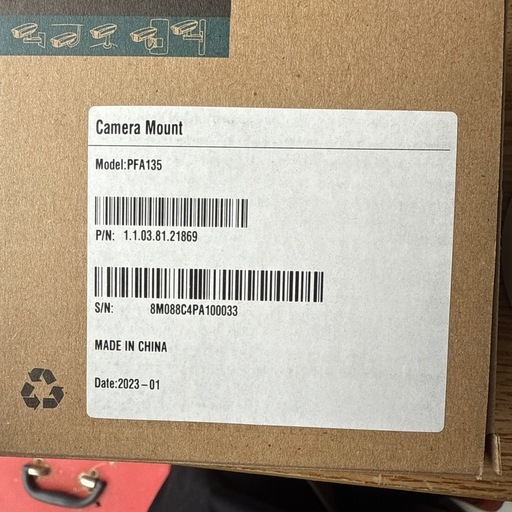 Camera Mount
Model:PFA135
P/N: 1.1.03.81.21869
S/N: 8M088C4PA100033
MADE IN CHINA
Date:2023-01